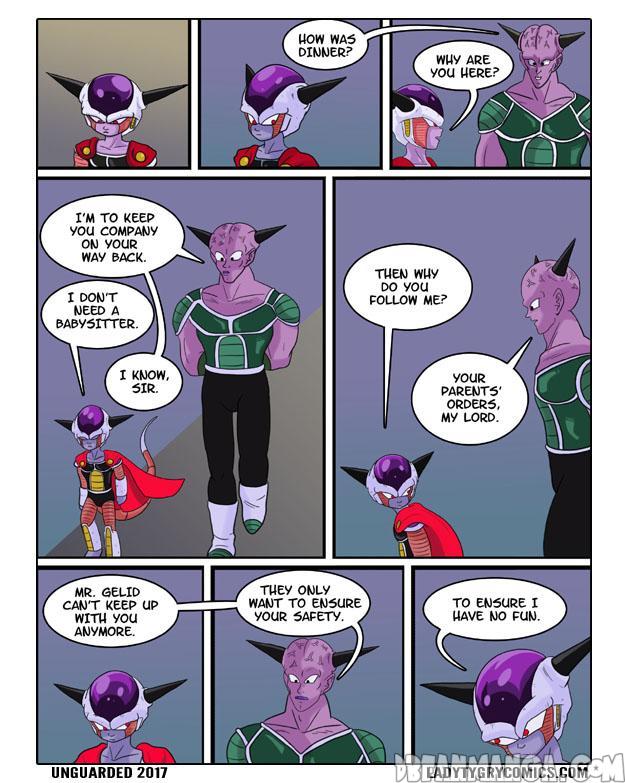 HOW WAS
DINNER?
WHY ARE
YOU HERE?
I'M TO KEEP
YOU COMPANY
ON YOUR
WAY BACK.
I DON'T
NEED A
BABYSITTER.
I KNOW,
SIR.
THEN WHY
DO YOU
FOLLOW ME?
YOUR
PARENTS'
ORDERS,
MY LORD.
MR. GELID
CAN'T KEEP UP
WITH YOU
ANYMORE.
THEY ONLY
WANT TO ENSURE
YOUR SAFETY.
TO ENSURE I
HAVE NO FUN.
UNGUARDED 2017
LADYTYGRYCOMICS.COM
DBFANMANGA.COM